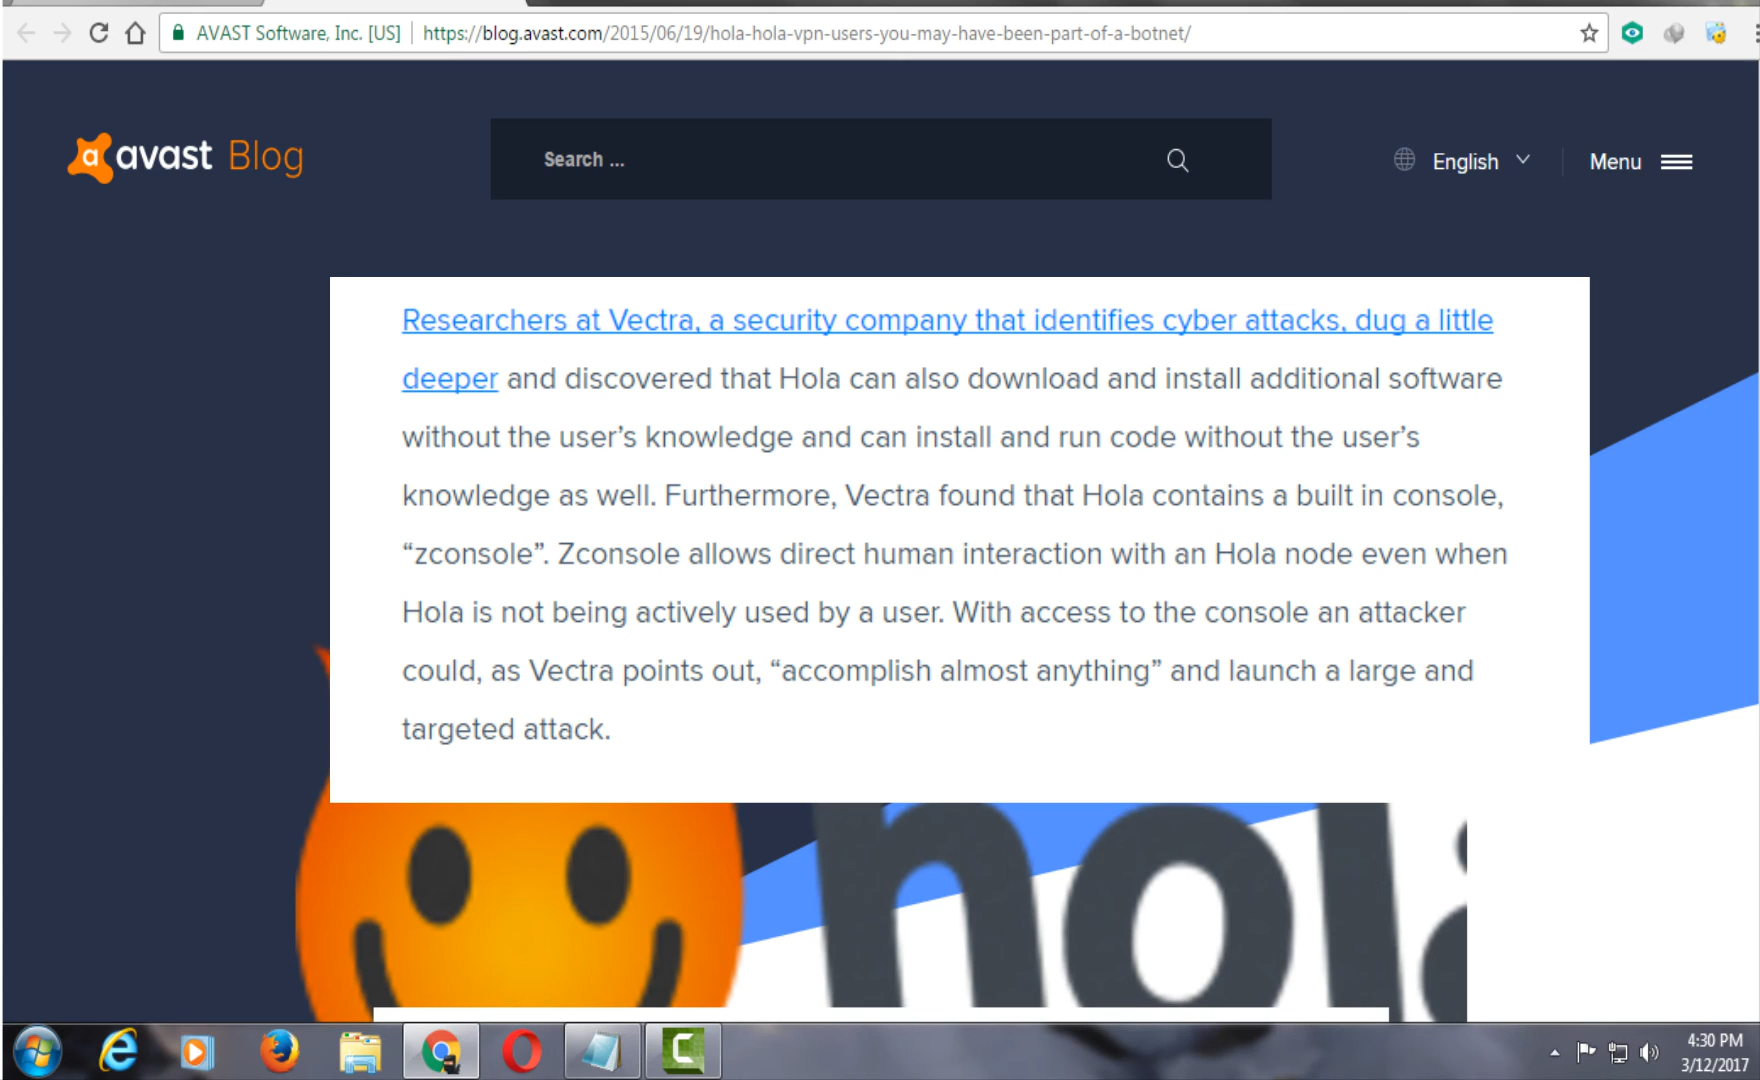 AVAST Software, Inc. [US] | https://blog.avast.com/2015/06/19/hola-hola-vpn-users-you-may-have-been-part-of-a-botnet/
avast Blog
Search ...
English
Menu
Researchers at Vectra, a security company that identifies cyber attacks, dug a little
deeper and discovered that Hola can also download and install additional software
without the user’s knowledge and can install and run code without the user’s
knowledge as well. Furthermore, Vectra found that Hola contains a built in console,
“zconsole”. Zconsole allows direct human interaction with an Hola node even when
Hola is not being actively used by a user. With access to the console an attacker
could, as Vectra points out, “accomplish almost anything” and launch a large and
targeted attack.
hola
4:30 PM
3/12/2017